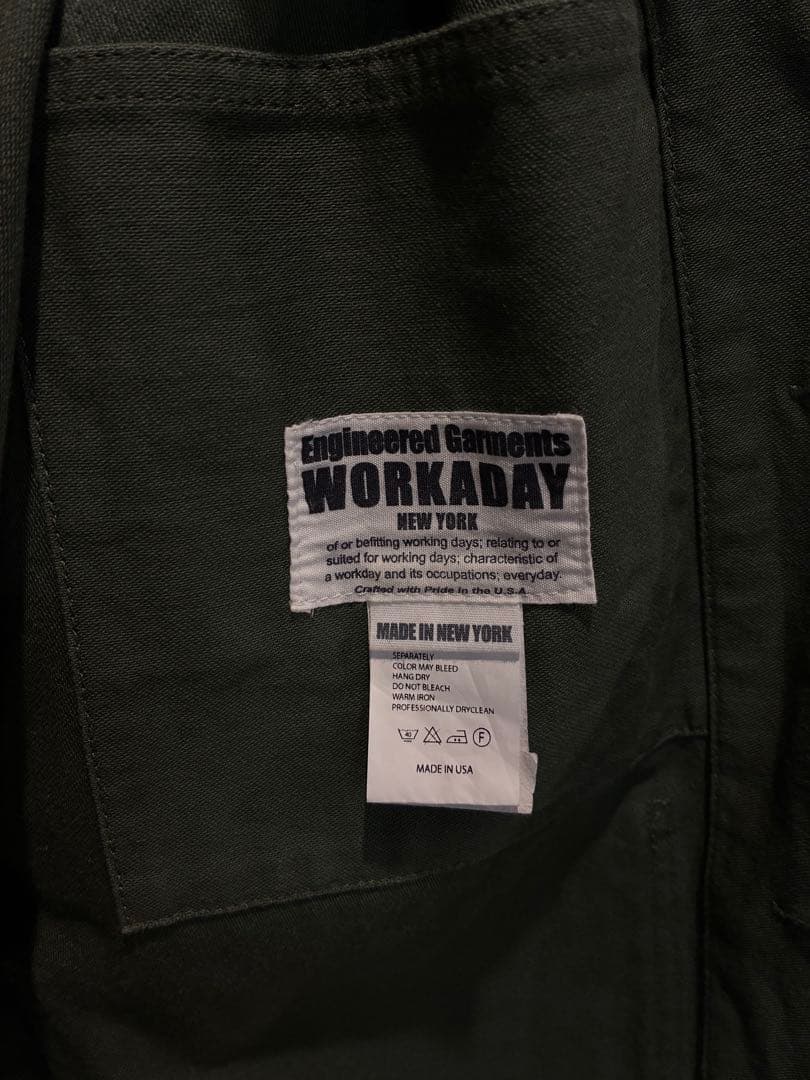 Engineered Garments
WORKADAY
NEW YORK
of or befitting working days; relating to or
suited for working days; characteristic of
a workday and its occupations; everyday.
Crafted with Pride in the U.S.A.
MADE IN NEW YORK
SEPARATELY
COLOR MAY BLEED
HANG DRY
DO NOT BLEACH
WARM IRON
PROFESSIONALLY DRYCLEAN
40 F
MADE IN USA